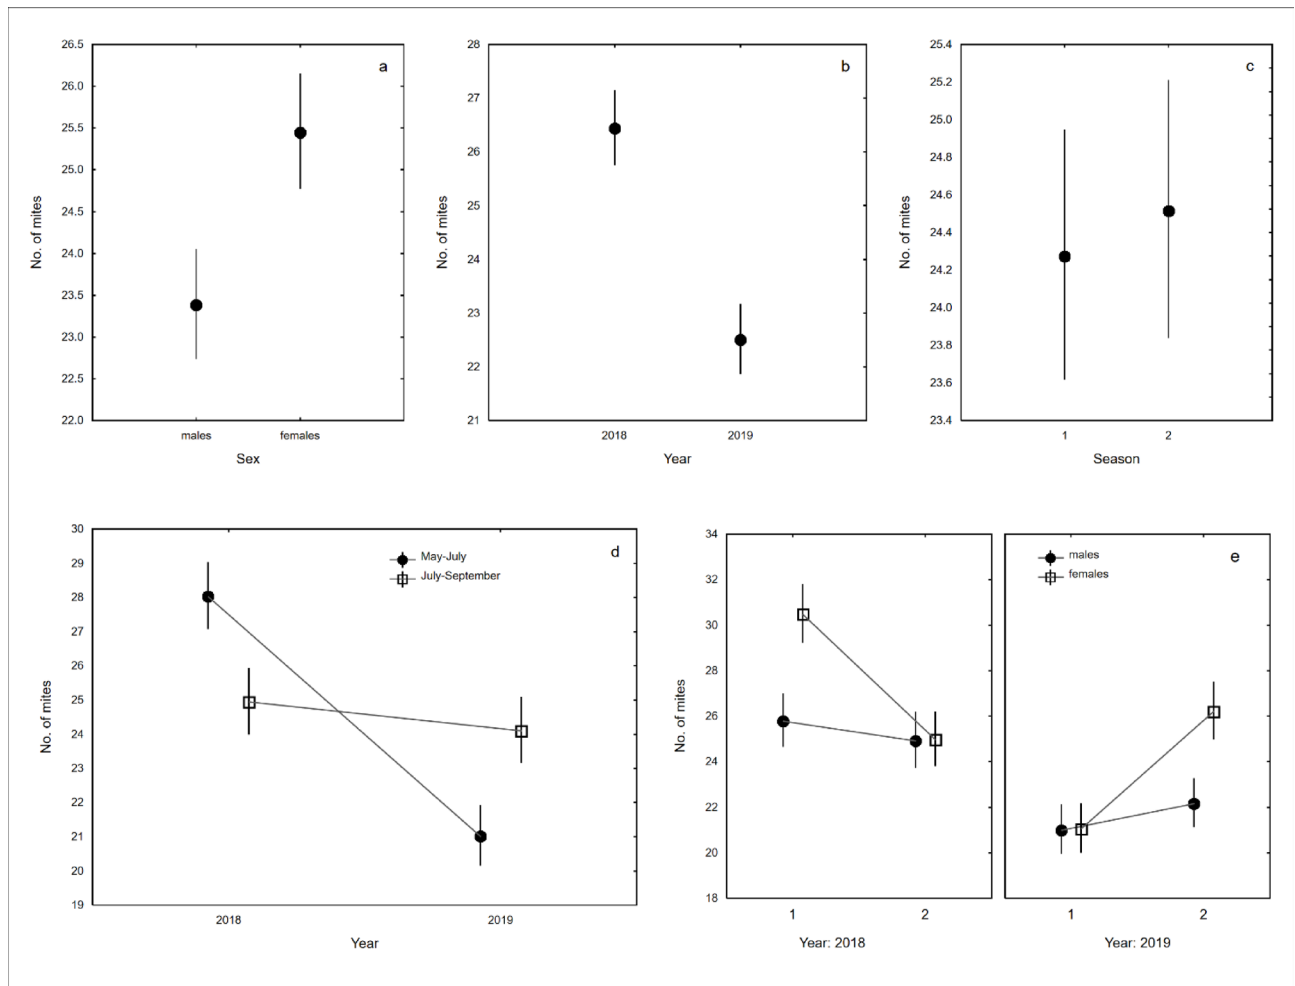 a
26.5
26.0
25.5
25.0
24.5
24.0
23.5
23.0
22.5
22.0
No. of mites
males females
Sex
b
28
27
26
25
24
23
22
21
No. of mites
2018 2019
Year
c
25.4
25.2
25.0
24.8
24.6
24.4
24.2
24.0
23.8
23.6
23.4
No. of mites
1 2
Season
d
May-July
July-September
30
29
28
27
26
25
24
23
22
21
20
19
No. of mites
2018 2019
Year
e
males
females
34
32
30
28
26
24
22
20
18
No. of mites
1 2
Year: 2018
1 2
Year: 2019